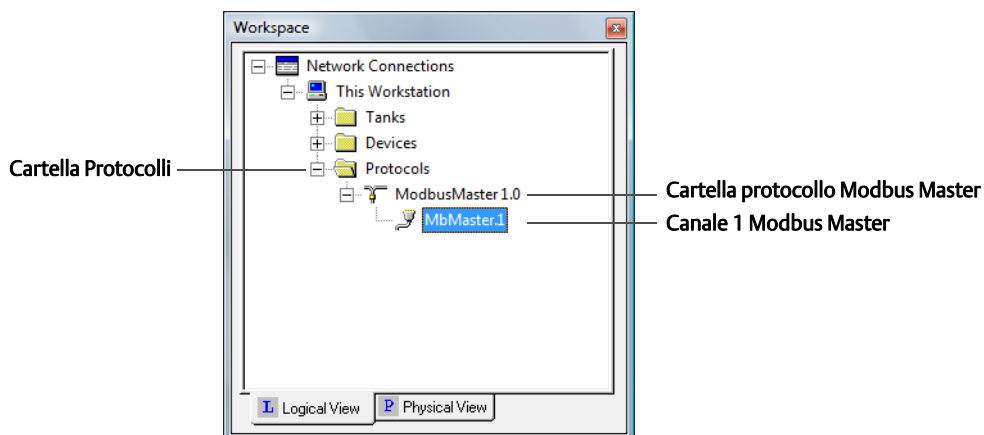 Workspace
Network Connections
This Workstation
Tanks
Devices
Cartella Protocolli
Protocols
ModbusMaster 1.0
Cartella protocollo Modbus Master
MbMaster.1
Canale 1 Modbus Master
L Logical View
P Physical View